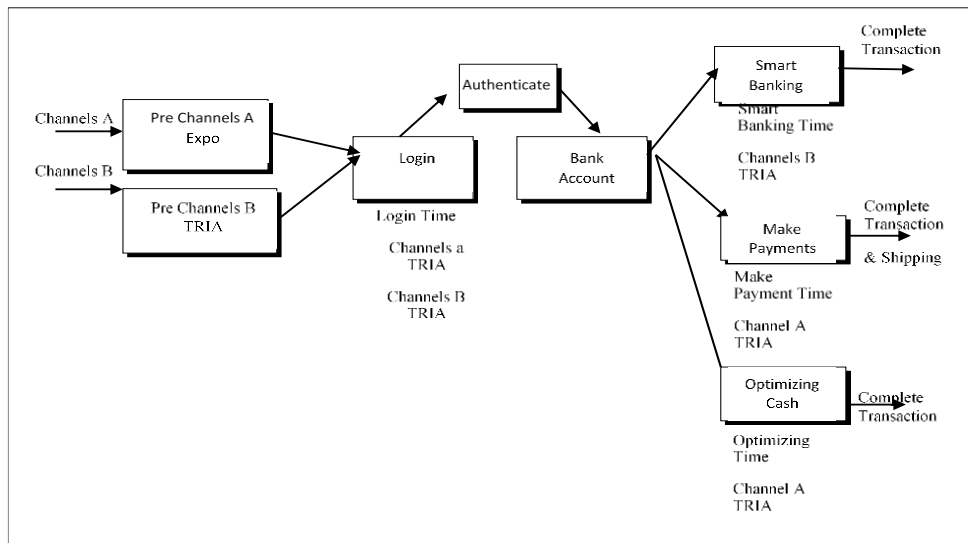 Channels A
Channels B
Pre Channels A
Expo
Pre Channels B
TRIA
Login
Login Time
Channels a
TRIA
Channels B
TRIA
Authenticate
Bank
Account
Smart
Banking
Smart
Banking Time
Channels B
TRIA
Complete
Transaction
Make
Payments
Make
Payment Time
Channel A
TRIA
Complete
Transaction
& Shipping
Optimizing
Cash
Optimizing
Time
Channel A
TRIA
Complete
Transaction